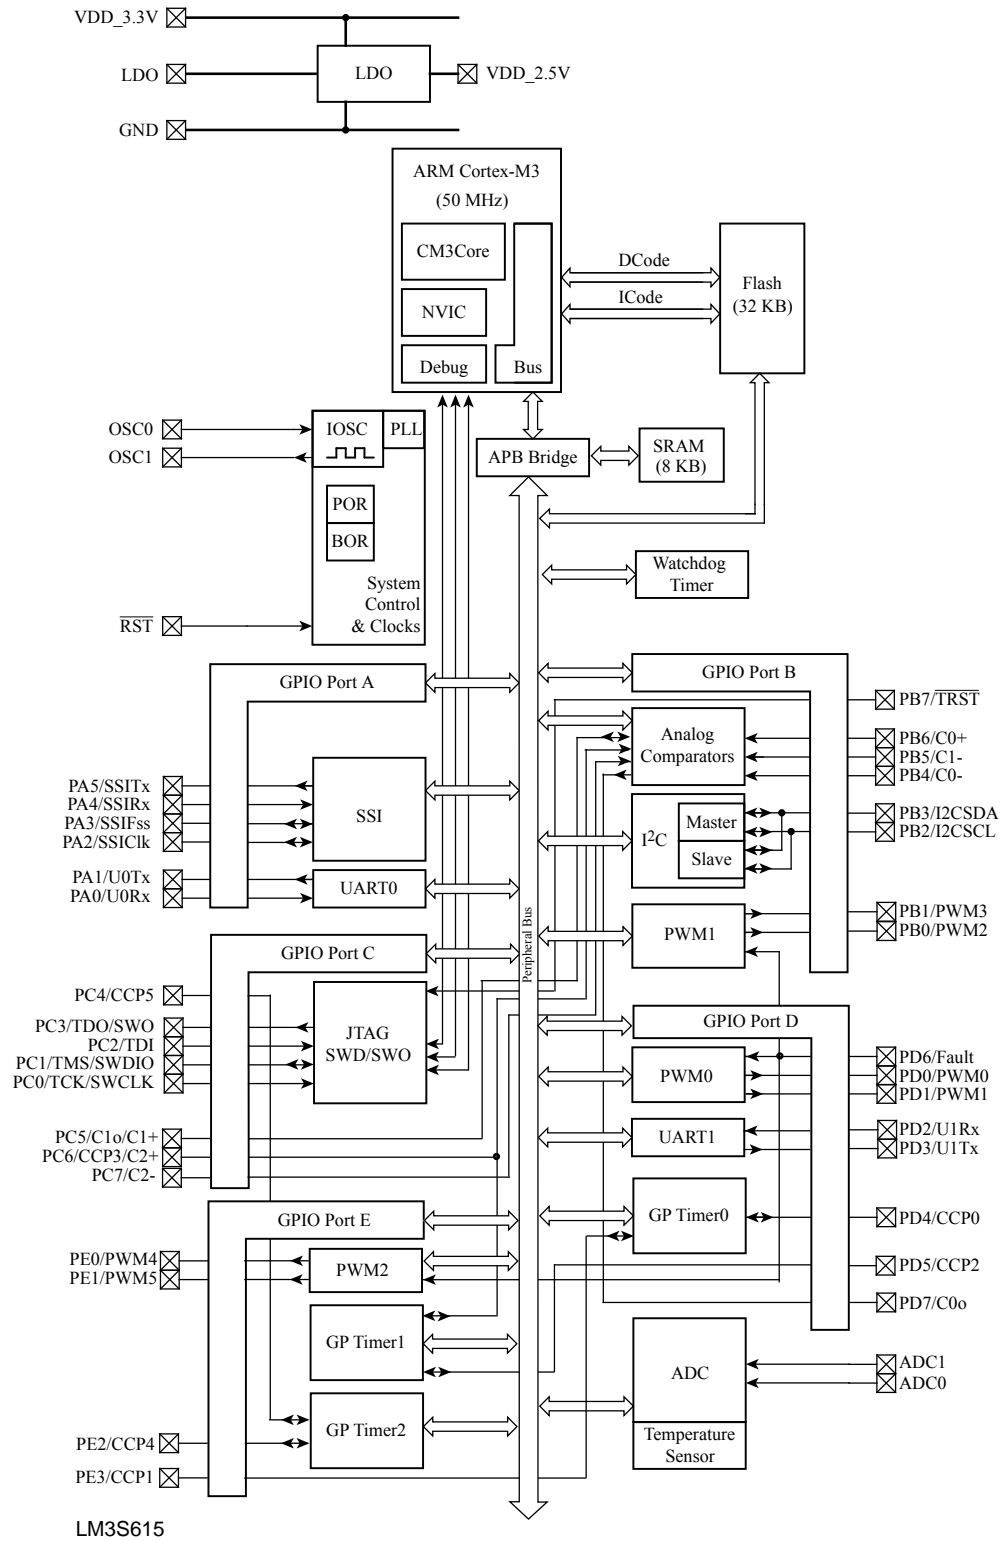 VDD_3.3V
LDO
LDO
VDD_2.5V
GND
ARM Cortex-M3
(50 MHz)
CM3Core
NVIC
Debug
Bus
DCode
ICode
Flash
(32 KB)
OSC0
OSC1
IOSC
PLL
POR
BOR
System
Control
& Clocks
RST
APB Bridge
SRAM
(8 KB)
Watchdog
Timer
GPIO Port A
PA5/SSITx
PA4/SSIRx
PA3/SSIFss
PA2/SSIClk
SSI
PA1/U0Tx
PA0/U0Rx
UART0
GPIO Port B
PB7/TRST
Analog
Comparators
PB6/C0+
PB5/C1-
PB4/C0-
I2C
Master
Slave
PB3/I2CSDA
PB2/I2CSCL
PWM1
PB1/PWM3
PB0/PWM2
Peripheral Bus
GPIO Port C
PC4/CCP5
PC3/TDO/SWO
PC2/TDI
PC1/TMS/SWDIO
PC0/TCK/SWCLK
JTAG
SWD/SWO
PC5/C1o/C1+
PC6/CCP3/C2+
PC7/C2-
GPIO Port D
PWM0
PD6/Fault
PD0/PWM0
PD1/PWM1
UART1
PD2/U1Rx
PD3/U1Tx
GP Timer0
PD4/CCP0
PD5/CCP2
PD7/C0o
GPIO Port E
PE0/PWM4
PE1/PWM5
PWM2
GP Timer1
GP Timer2
PE2/CCP4
PE3/CCP1
ADC
ADC1
ADC0
Temperature
Sensor
LM3S615